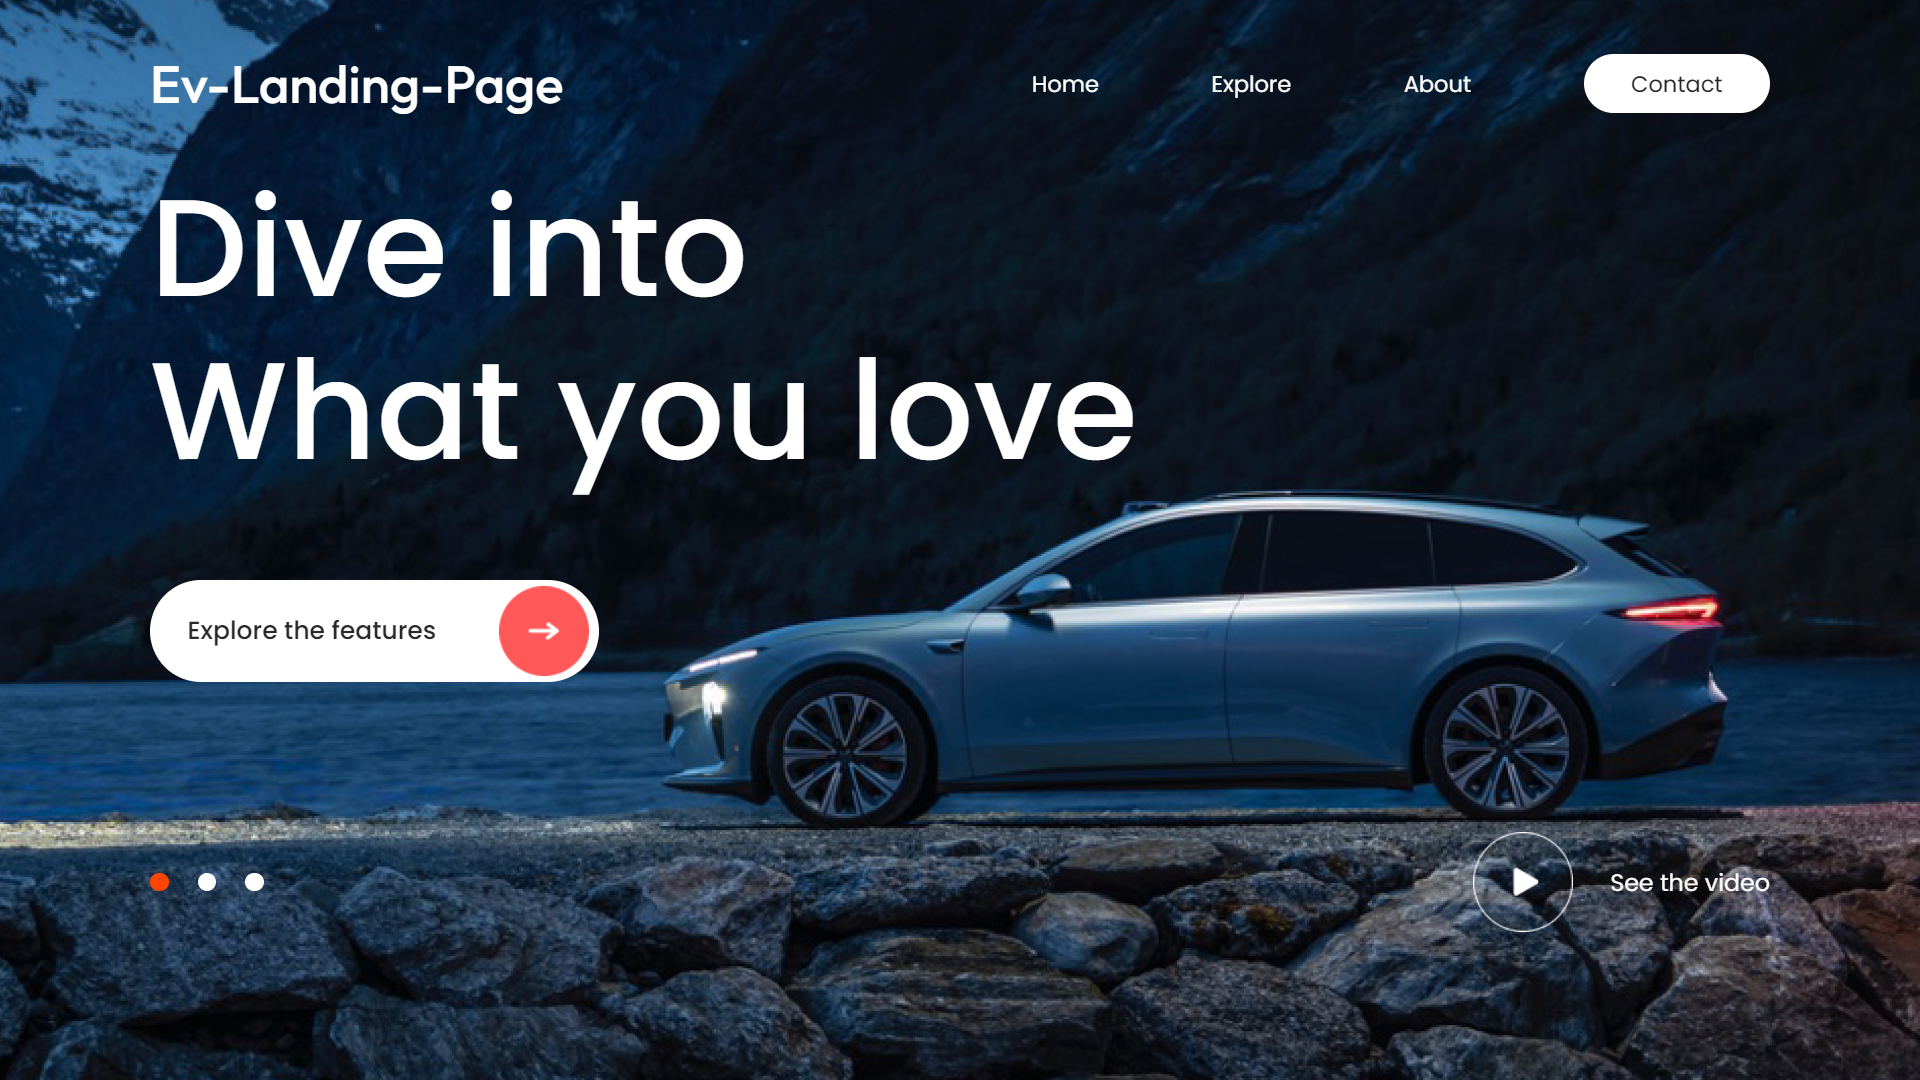 Ev-Landing-Page
Home
Explore
About
Contact
Dive into
What you love
Explore the features
See the video